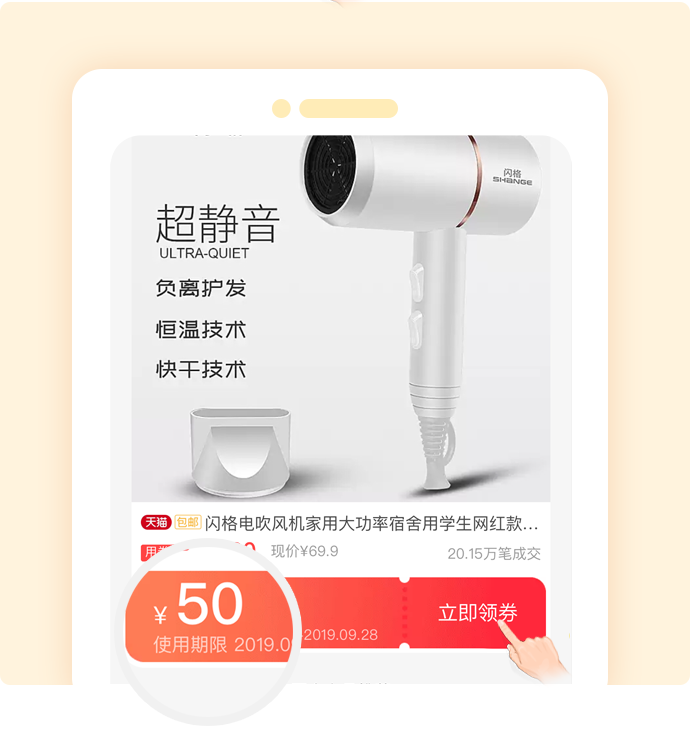 闪格
SHANGE
超静音
ULTRA-QUIET
负离护发
恒温技术
快干技术
天猫 包邮 闪格电吹风机家用大功率宿舍用学生网红款...
现价¥69.9 20.15万笔成交
¥ 50
立即领券
使用期限 2019.0 2019.09.28